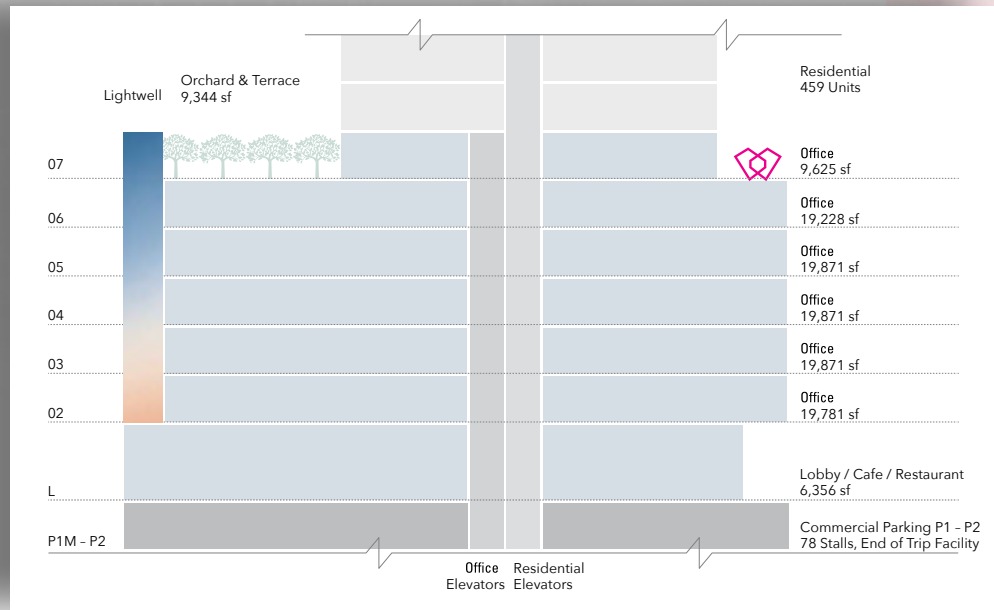 Orchard & Terrace
9,344 sf
Lightwell
Residential
459 Units
07
Office
9,625 sf
06
Office
19,228 sf
05
Office
19,871 sf
04
Office
19,871 sf
03
Office
19,871 sf
02
Office
19,781 sf
L
Lobby / Cafe / Restaurant
6,356 sf
P1M – P2
Commercial Parking P1 – P2
78 Stalls, End of Trip Facility
Office
Elevators
Residential
Elevators